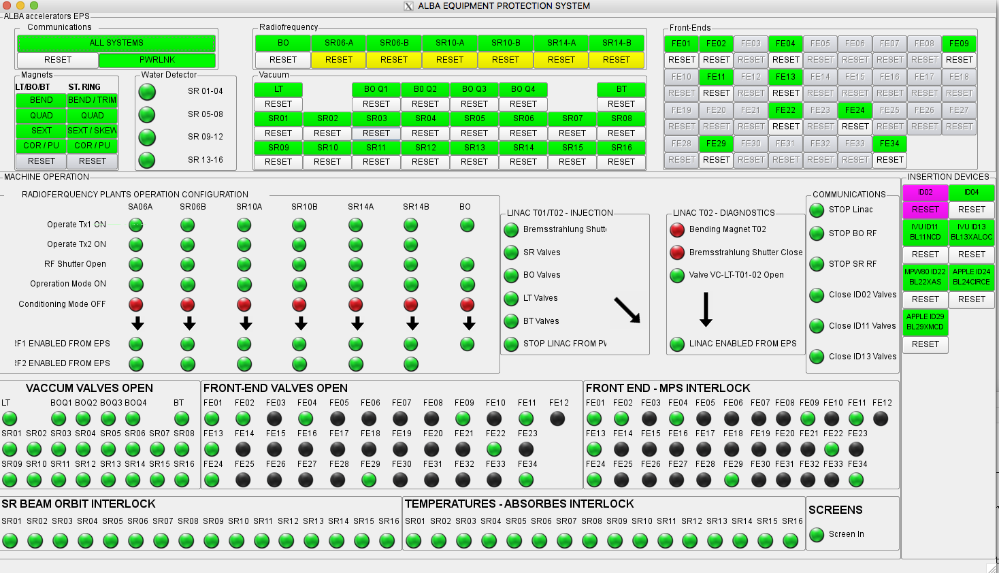 ALBA EQUIPMENT PROTECTION SYSTEM
ALBA accelerators EPS
Communications
ALL SYSTEMS
RESET PWRLNK
Magnets
LT/BO/BT ST. RING
BEND BEND / TRIM
QUAD QUAD
SEXT SEXT / SKEW
COR / PU COR / PU
RESET RESET
Water Detector
SR 01-04
SR 05-08
SR 09-12
SR 13-16
Radiofrequency
BO SR06-A SR06-B SR10-A SR10-B SR14-A SR14-B
RESET RESET RESET RESET RESET RESET RESET
Vacuum
LT BO Q1 B0 Q2 BO Q3 BO Q4 BT
RESET RESET RESET RESET RESET RESET
SR01 SR02 SR03 SR04 SR05 SR06 SR07 SR08
RESET RESET RESET RESET RESET RESET RESET RESET
SR09 SR10 SR11 SR12 SR13 SR14 SR15 SR16
RESET RESET RESET RESET RESET RESET RESET RESET
Front-Ends
FE01 FE02 FE03 FE04 FE05 FE06 FE07 FE08 FE09
RESET RESET RESET RESET RESET RESET RESET RESET RESET
FE10 FE11 FE12 FE13 FE14 FE15 FE16 FE17 FE18
RESET RESET RESET RESET RESET RESET RESET RESET RESET
FE19 FE20 FE21 FE22 FE23 FE24 FE25 FE26 FE27
RESET RESET RESET RESET RESET RESET RESET RESET RESET
FE28 FE29 FE30 FE31 FE32 FE33 FE34
RESET RESET RESET RESET RESET RESET RESET
MACHINE OPERATION
RADIOFERQUENCY PLANTS OPERATION CONFIGURATION
SA06A SR06B SR10A SR10B SR14A SR14B BO
Operate Tx1 ON
Operate Tx2 ON
RF Shutter Open
Opreration Mode ON
Conditioning Mode OFF
RF1 ENABLED FROM EPS
RF2 ENABLED FROM EPS
LINAC T01/T02 - INJECTION
Bremsstrahlung Shutte
SR Valves
BO Valves
LT Valves
BT Valves
STOP LINAC FROM PV
LINAC T02 - DIAGNOSTICS
Bending Magnet T02
Bremsstrahlung Shutter Close
Valve VC-LT-T01-02 Open
LINAC ENABLED FROM EPS
COMMUNICATIONS
STOP Linac
STOP BO RF
STOP SR RF
Close ID02 Valves
Close ID11 Valves
Close ID13 Valves
INSERTION DEVICES
ID02 ID04
RESET RESET
IVU ID11 IVU ID13
BL11NCD BL13XALOC
RESET RESET
MPW80 ID22 APPLE ID24
BL22XAS BL24CIRCE
RESET RESET
APPLE ID29
BL29XMCD
RESET
VACCUM VALVES OPEN
LT BOQ1 BOQ2 BOQ3 BOQ4 BT
SR01 SR02 SR03 SR04 SR05 SR06 SR07 SR08
SR09 SR10 SR11 SR12 SR13 SR14 SR15 SR16
FRONT-END VALVES OPEN
FE01 FE02 FE03 FE04 FE05 FE06 FE07 FE08 FE09 FE10 FE11 FE12
FE13 FE14 FE15 FE16 FE17 FE18 FE19 FE20 FE21 FE22 FE23
FE24 FE25 FE26 FE27 FE28 FE29 FE30 FE31 FE32 FE33 FE34
FRONT END - MPS INTERLOCK
FE01 FE02 FE03 FE04 FE05 FE06 FE07 FE08 FE09 FE10 FE11 FE12
FE13 FE14 FE15 FE16 FE17 FE18 FE19 FE20 FE21 FE22 FE23
FE24 FE25 FE26 FE27 FE28 FE29 FE30 FE31 FE32 FE33 FE34
SR BEAM ORBIT INTERLOCK
SR01 SR02 SR03 SR04 SR05 SR06 SR07 SR08 SR09 SR10 SR11 SR12 SR13 SR14 SR15 SR16
TEMPERATURES - ABSORBES INTERLOCK
SR01 SR02 SR03 SR04 SR05 SR06 SR07 SR08 SR09 SR10 SR11 SR12 SR13 SR14 SR15 SR16
SCREENS
Screen In